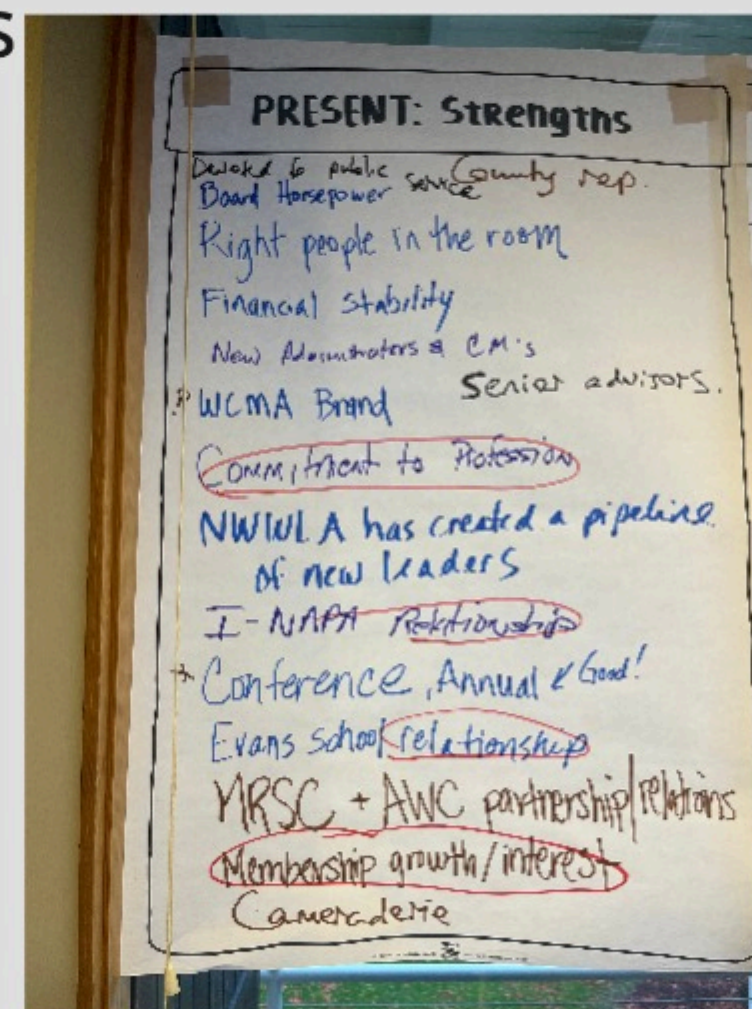 S
PRESENT: Strengths
Devoted to public service
County rep.
Board Horsepower
Right people in the room
Financial Stability
New Administrators & CM's
Senior advisors.
WCMA Brand
Commitment to Profession
NWWLA has created a pipeline
of new leaders
I-NAPA Relationship
Conference, Annual & Good!
Evans School relationship
MRSC + AWC partnership/relations
Membership growth/interest
Cameraderie